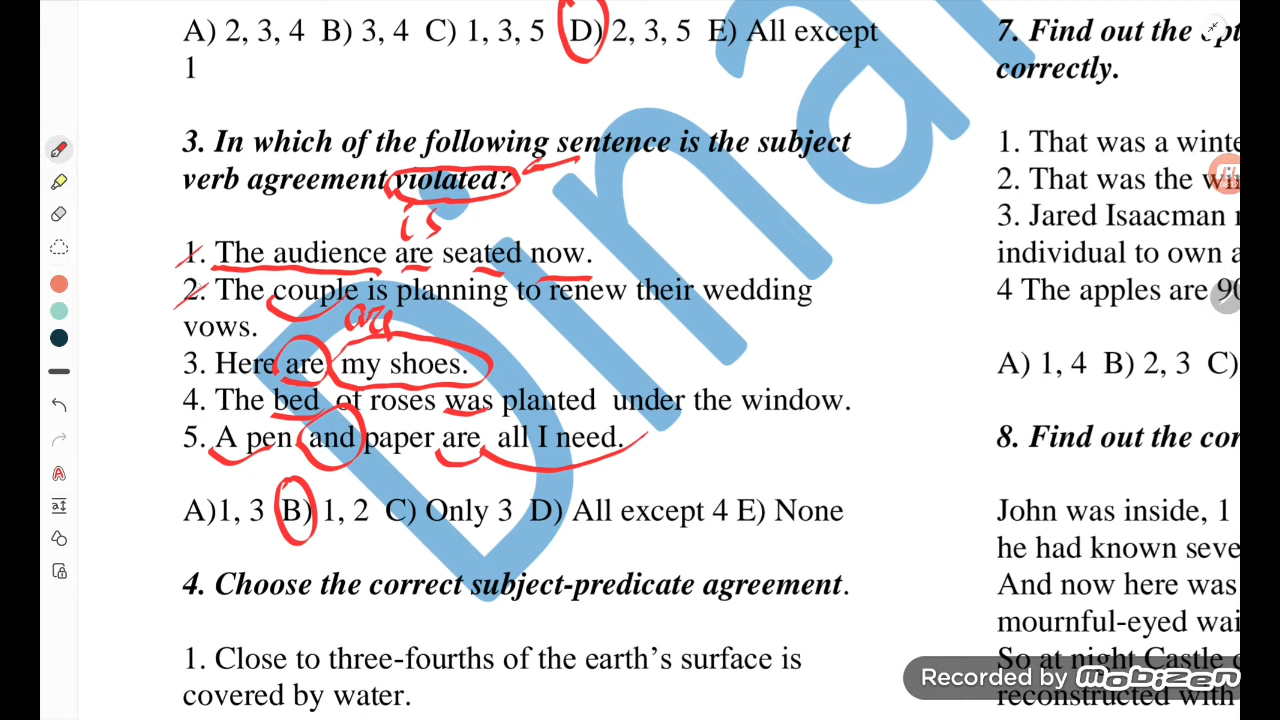 A) 2, 3, 4 B) 3, 4 C) 1, 3, 5 D) 2, 3, 5 E) All except
1
3. In which of the following sentence is the subject
verb agreement violated?
is
1. The audience are seated now.
2. The couple is planning to renew their wedding
vows.
are
3. Here are my shoes.
4. The bed of roses was planted under the window.
5. A pen and paper are all I need.
A)1, 3 B) 1, 2 C) Only 3 D) All except 4 E) None
4. Choose the correct subject-predicate agreement.
1. Close to three-fourths of the earth's surface is
covered by water.
7. Find out the
correctly.
1. That was a
2. That was the
3. Jared Isaacman
individual to own a
4 The apples are
A) 1, 4 B) 2, 3 C)
8. Find out the
John was inside, 1
he had known
And now here was
mournful-eyed
So at night Castle
reconstructed with
Dina
Recorded by MOBIZEN